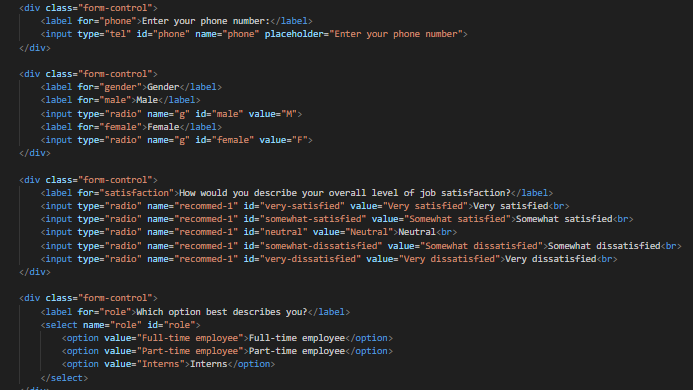 <div class="form-control">
<label for="phone">Enter your phone number:</label>
<input type="tel" id="phone" name="phone" placeholder="Enter your phone number">
</div>
<div class="form-control">
<label for="gender">Gender</label>
<label for="male">Male</label>
<input type="radio" name="g" id="male" value="M">
<label for="female">Female</label>
<input type="radio" name="g" id="female" value="F">
</div>
<div class="form-control">
<label for="satisfaction">How would you describe your overall level of job satisfaction?</label>
<input type="radio" name="recommed-1" id="very-satisfied" value="Very satisfied">Very satisfied<br>
<input type="radio" name="recommed-1" id="somewhat-satisfied" value="Somewhat satisfied">Somewhat satisfied<br>
<input type="radio" name="recommed-1" id="neutral" value="Neutral">Neutral<br>
<input type="radio" name="recommed-1" id="somewhat-dissatisfied" value="Somewhat dissatisfied">Somewhat dissatisfied<br>
<input type="radio" name="recommed-1" id="very-dissatisfied" value="Very dissatisfied">Very dissatisfied<br>
</div>
<div class="form-control">
<label for="role">Which option best describes you?</label>
<select name="role" id="role">
<option value="Full-time employee">Full-time employee</option>
<option value="Part-time employee">Part-time employee</option>
<option value="Interns">Interns</option>
</select>